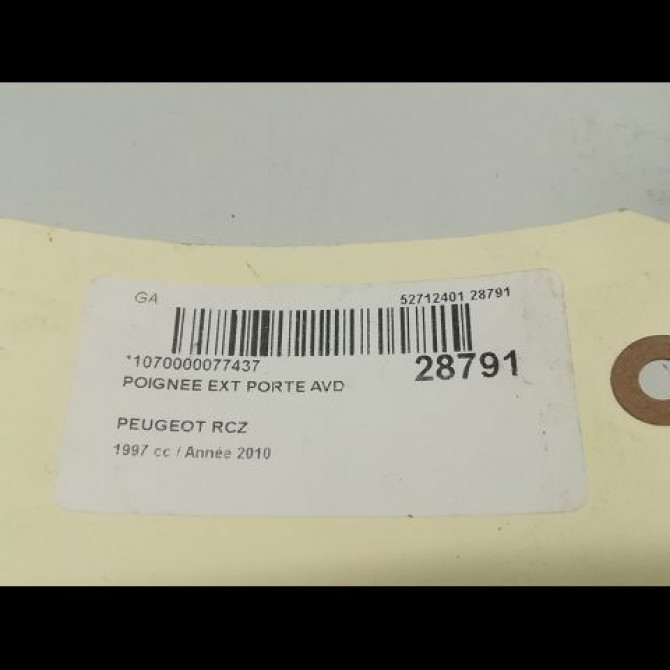 GA 52712401 28791
*1070000077437 28791
POIGNEE EXT PORTE AVD
PEUGEOT RCZ
1997 cc / Année 2010